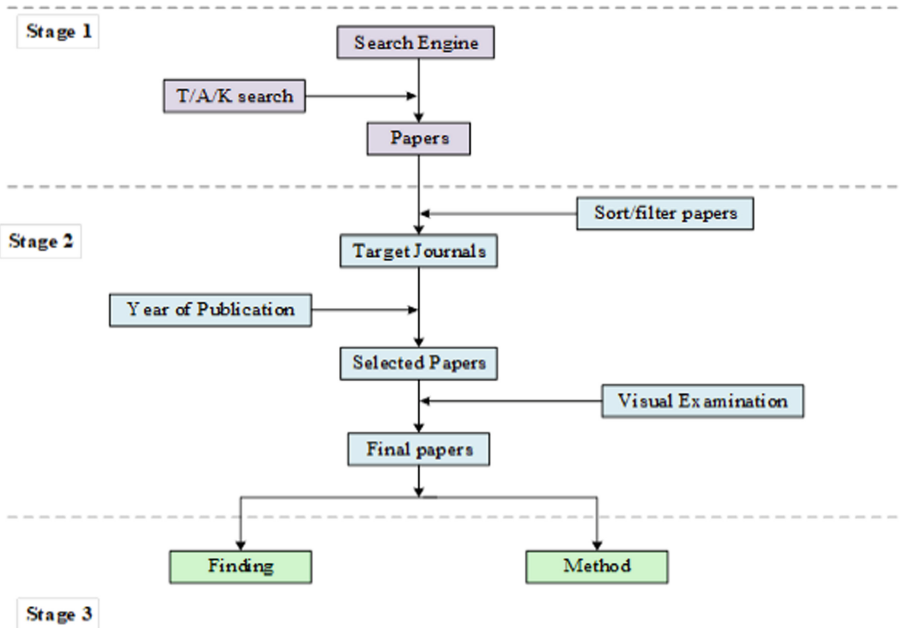 Stage 1
Search Engine
T/A/K search
Papers
Sort/filter papers
Stage 2
Target Journals
Year of Publication
Selected Papers
Visual Examination
Final papers
Finding
Method
Stage 3